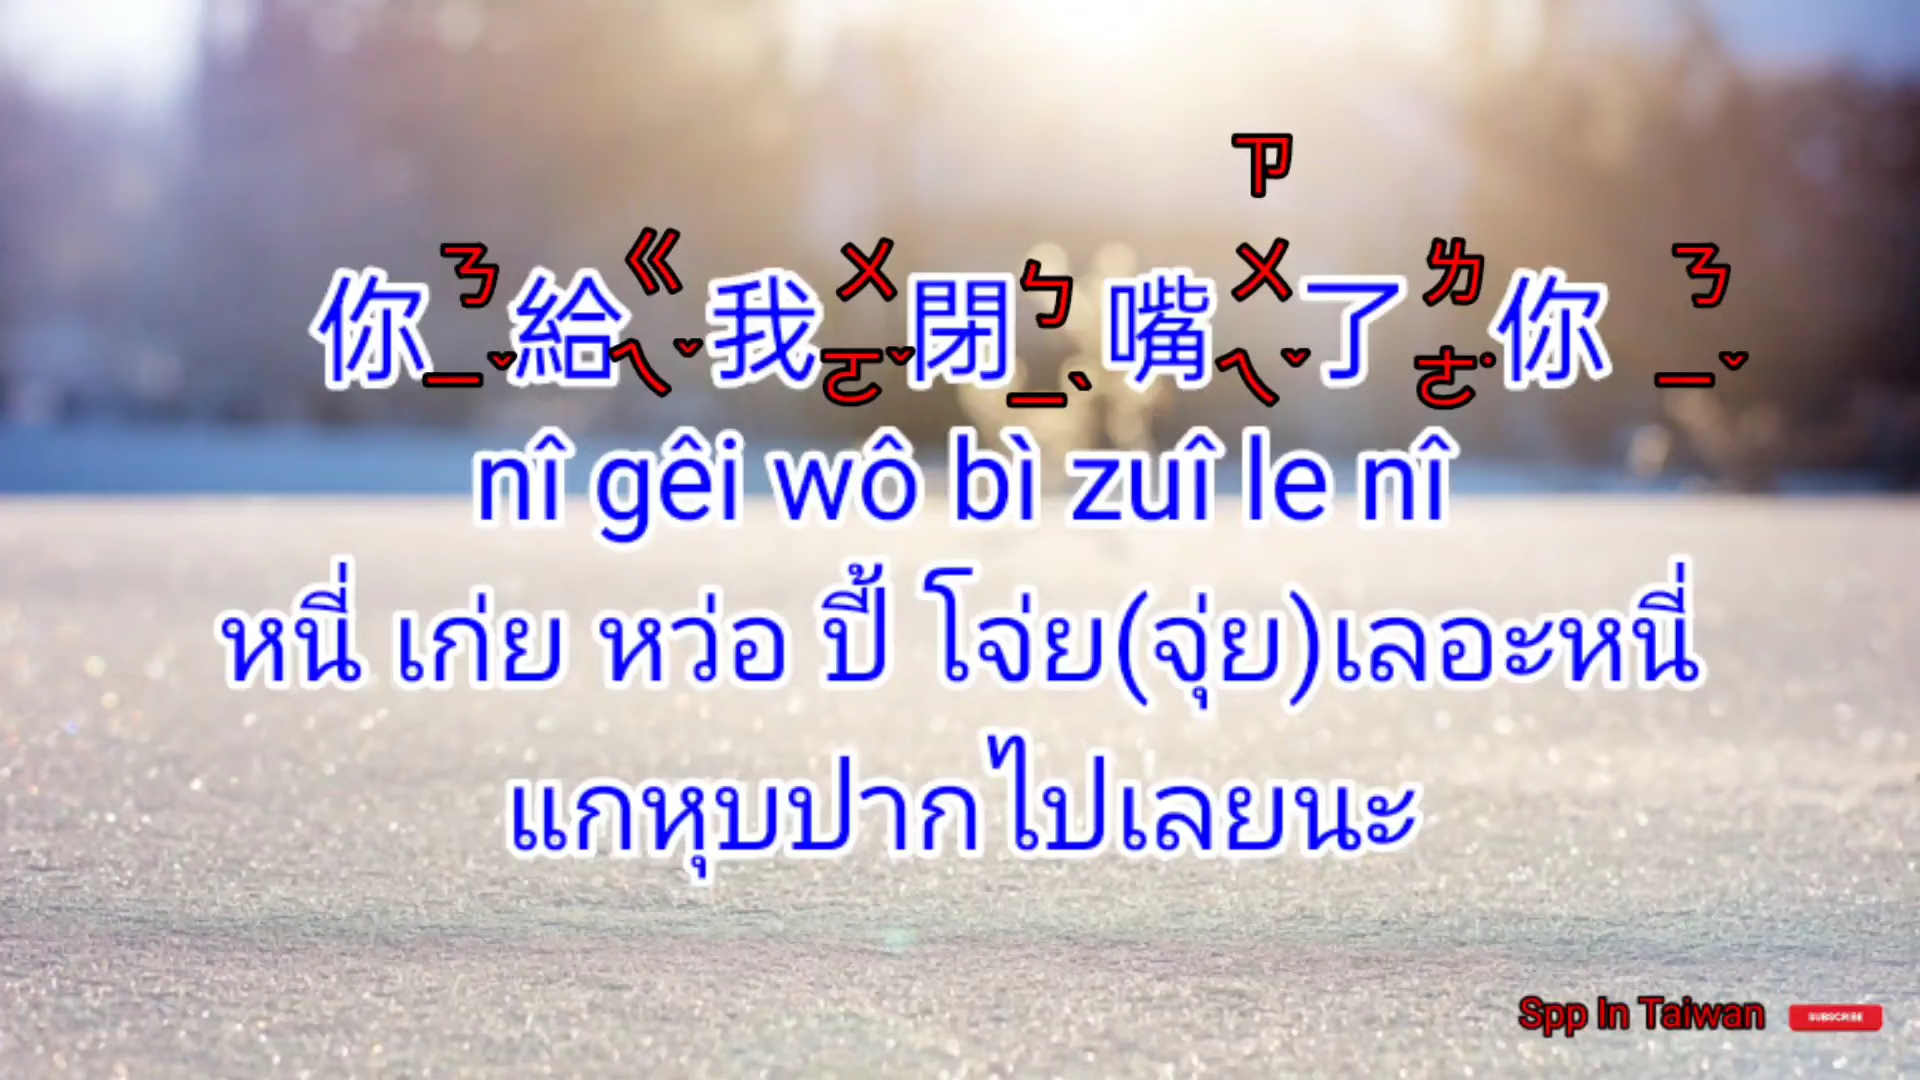 你ㄋㄧˇ給ㄍㄟˇ我ㄨㄛˇ閉ㄅㄧˋ嘴ㄗㄨㄟˇ了ㄌㄜ˙你ㄋㄧˇ
nî gêi wô bì zuî le nî
หนี่ เก่ย หว่อ ปี้ โจ่ย(จุ่ย)เลอะหนี่
แกหุบปากไปเลยนะ
Spp In Taiwan SUBSCRIBE